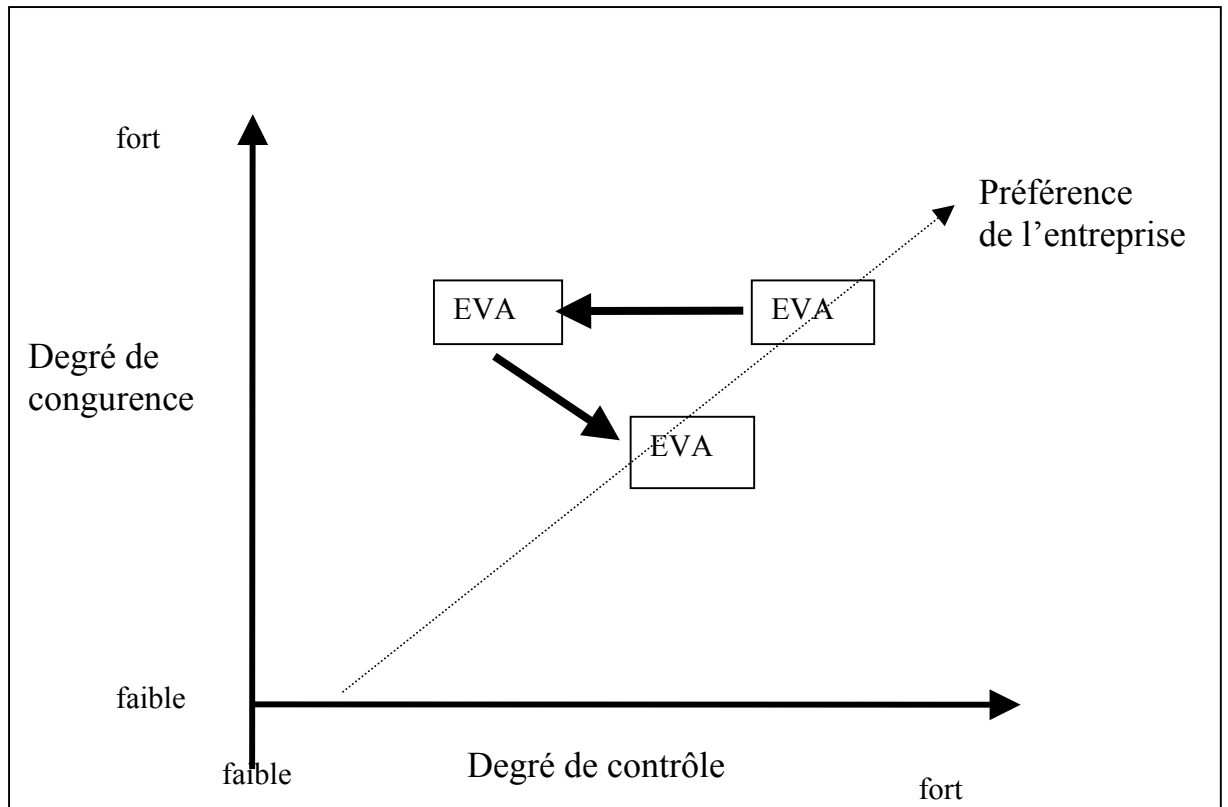 fort
Préférence
de l’entreprise
EVA
EVA
Degré de
congurence
EVA
faible
faible
Degré de contrôle
fort